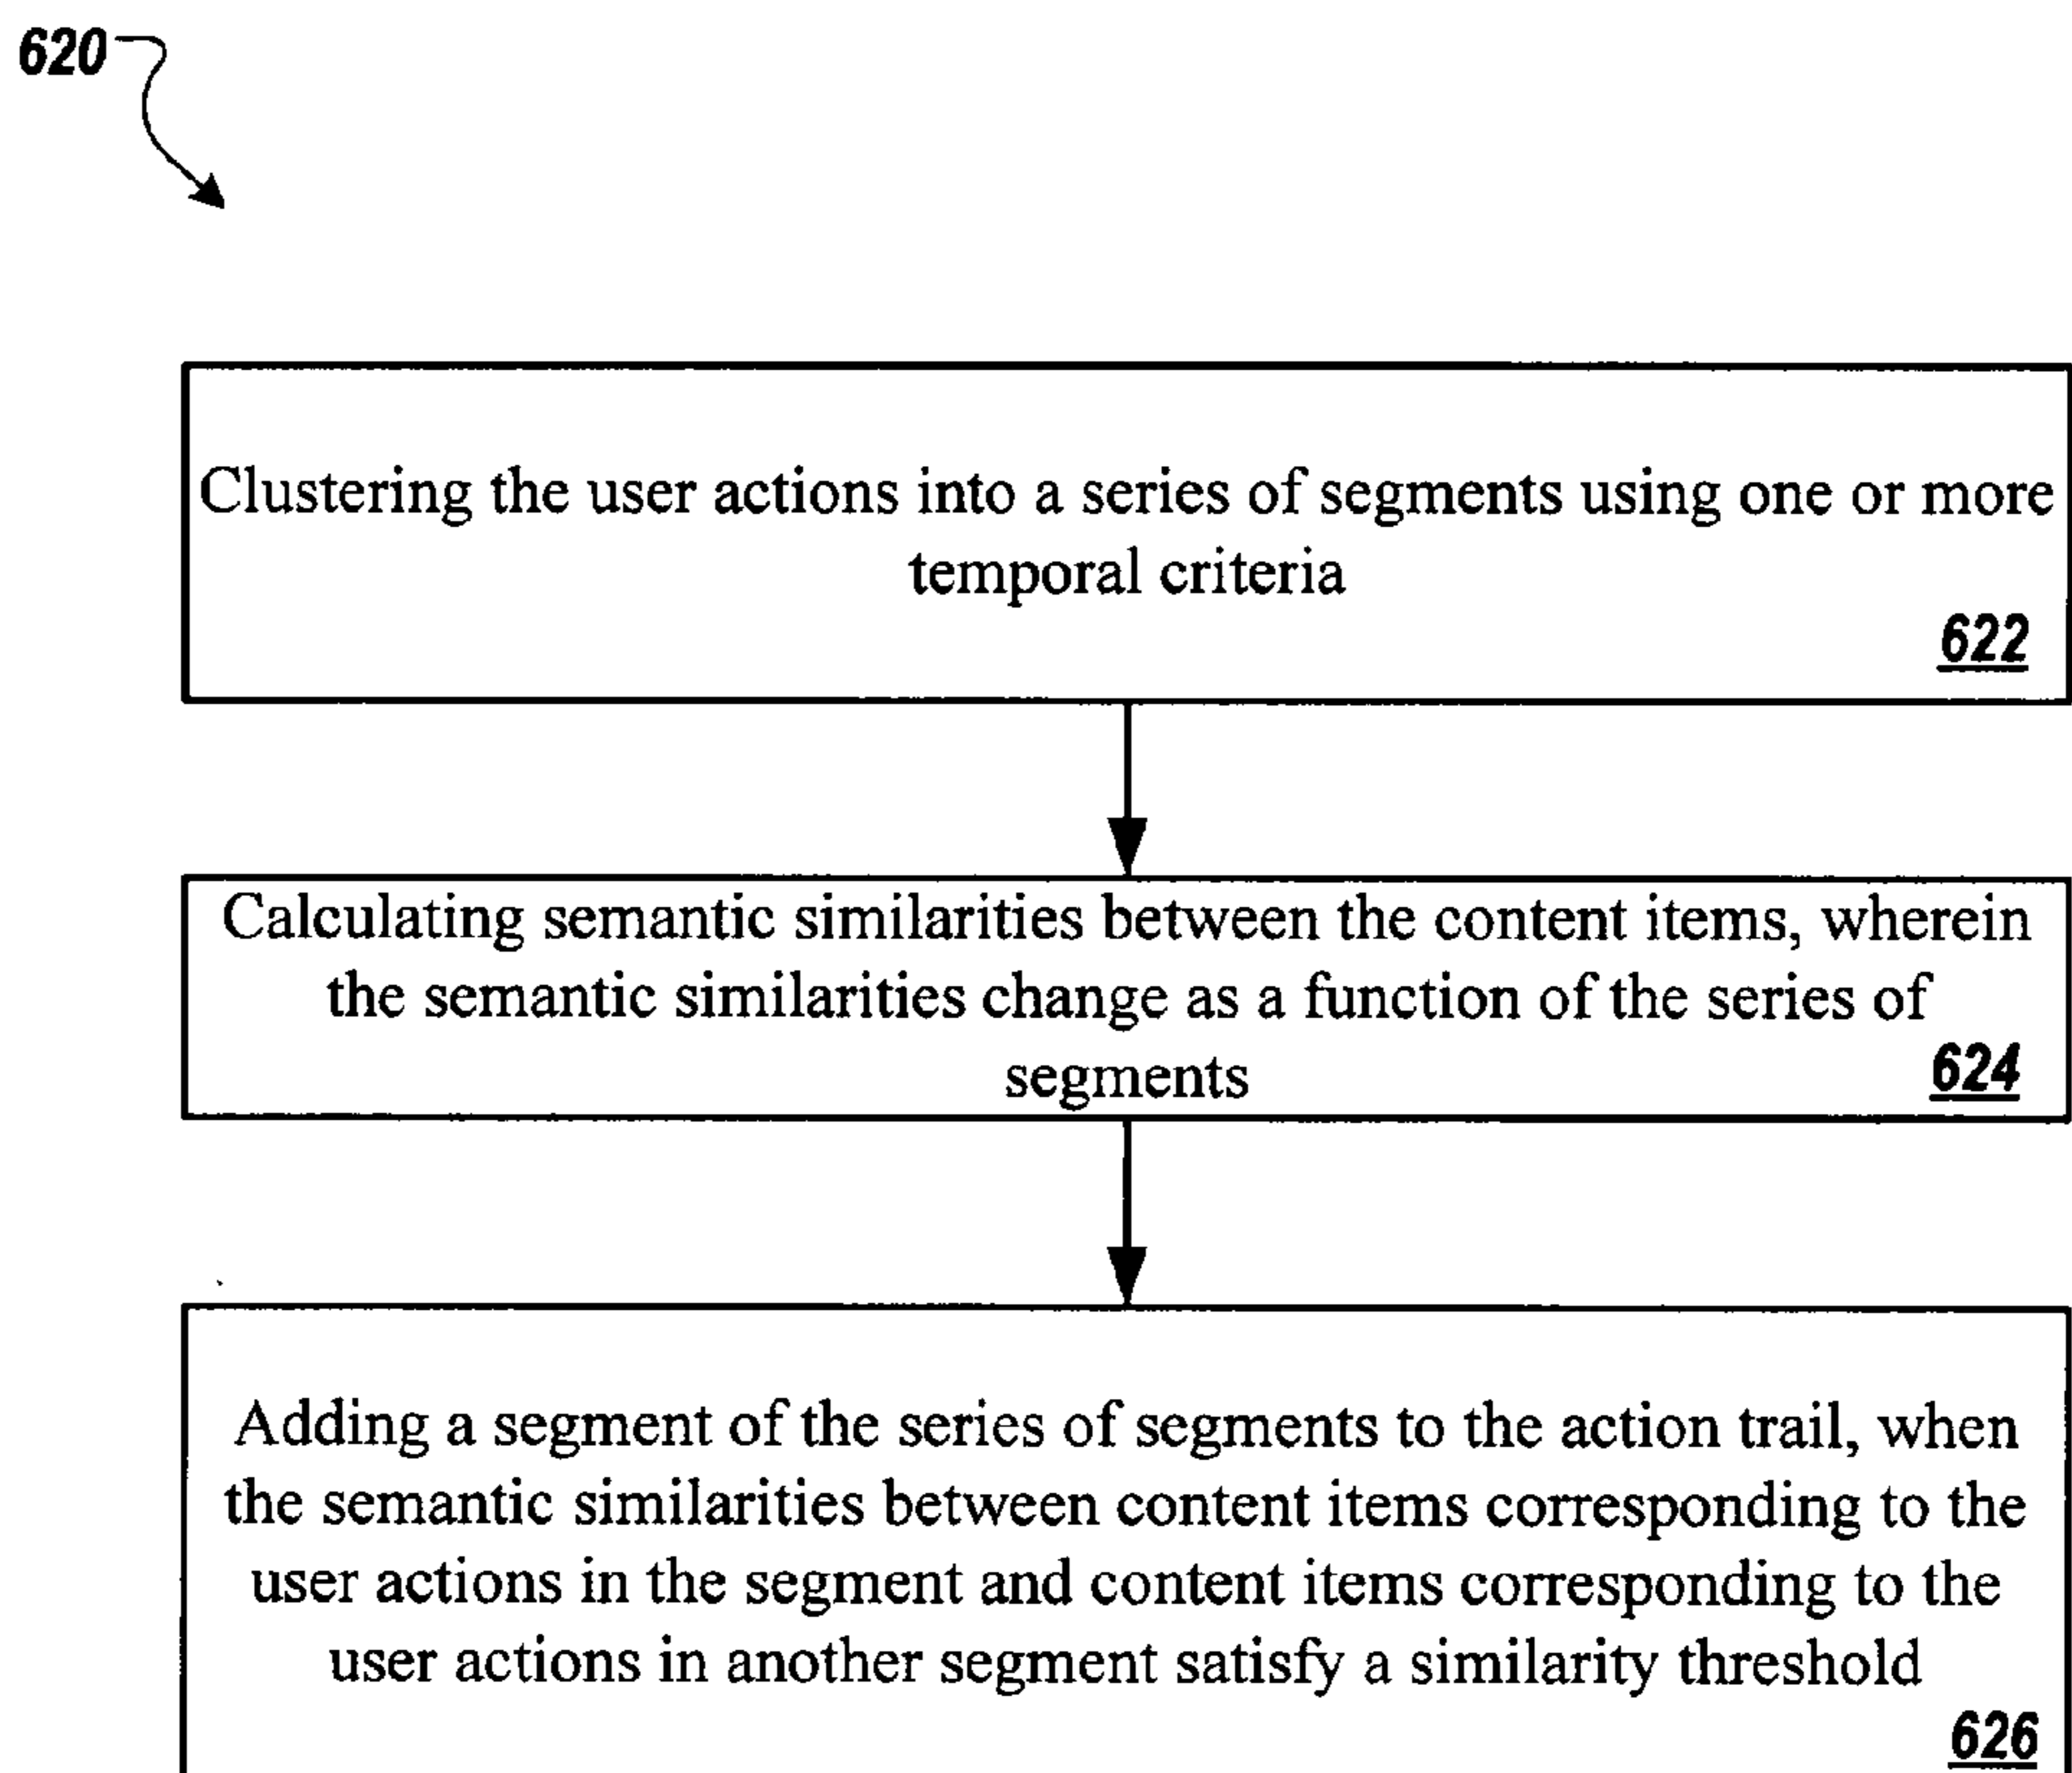 620
Clustering the user actions into a series of segments using one or more
temporal criteria
622
Calculating semantic similarities between the content items, wherein
the semantic similarities change as a function of the series of
segments
624
Adding a segment of the series of segments to the action trail, when
the semantic similarities between content items corresponding to the
user actions in the segment and content items corresponding to the
user actions in another segment satisfy a similarity threshold
626